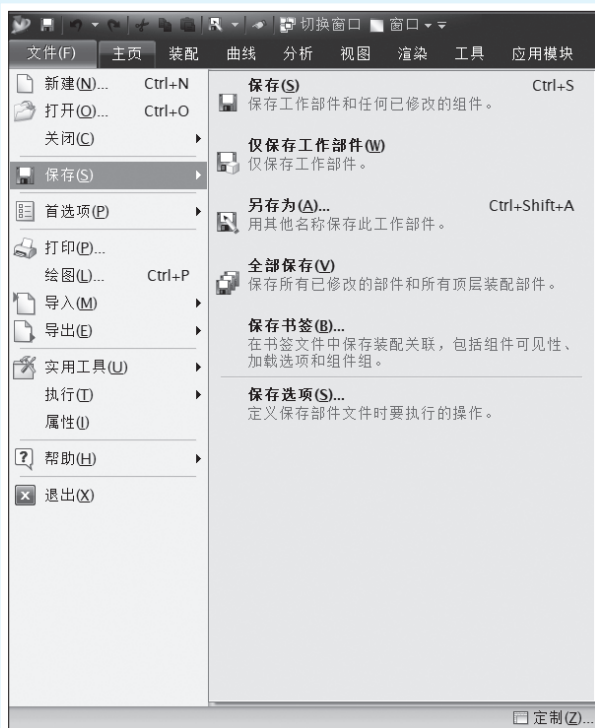 切换窗口 窗口
文件(F) 主页 装配 曲线 分析 视图 渲染 工具 应用模块
新建(N)... Ctrl+N
打开(O)... Ctrl+O
关闭(C)
保存(S)
首选项(P)
打印(P)...
绘图(L)... Ctrl+P
导入(M)
导出(E)
实用工具(U)
执行(T)
属性(I)
帮助(H)
退出(X)
保存(S) Ctrl+S
保存工作部件和任何已修改的组件。
仅保存工作部件(W)
仅保存工作部件。
另存为(A)... Ctrl+Shift+A
用其他名称保存此工作部件。
全部保存(V)
保存所有已修改的部件和所有顶层装配部件。
保存书签(B)...
在书签文件中保存装配关联，包括组件可见性、
加载选项和组件组。
保存选项(S)...
定义保存部件文件时要执行的操作。
定制(Z)...